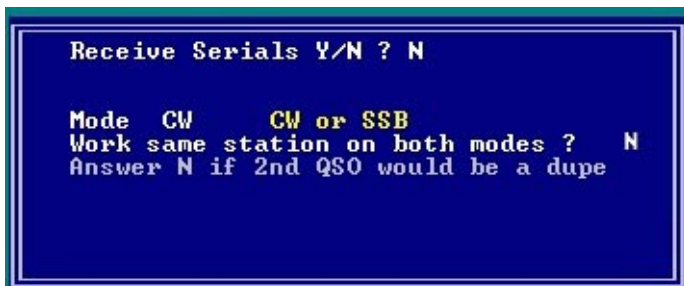 Receive Serials Y/N ? N
Mode CW CW or SSB
Work same station on both modes ? N
Answer N if 2nd QSO would be a dupe